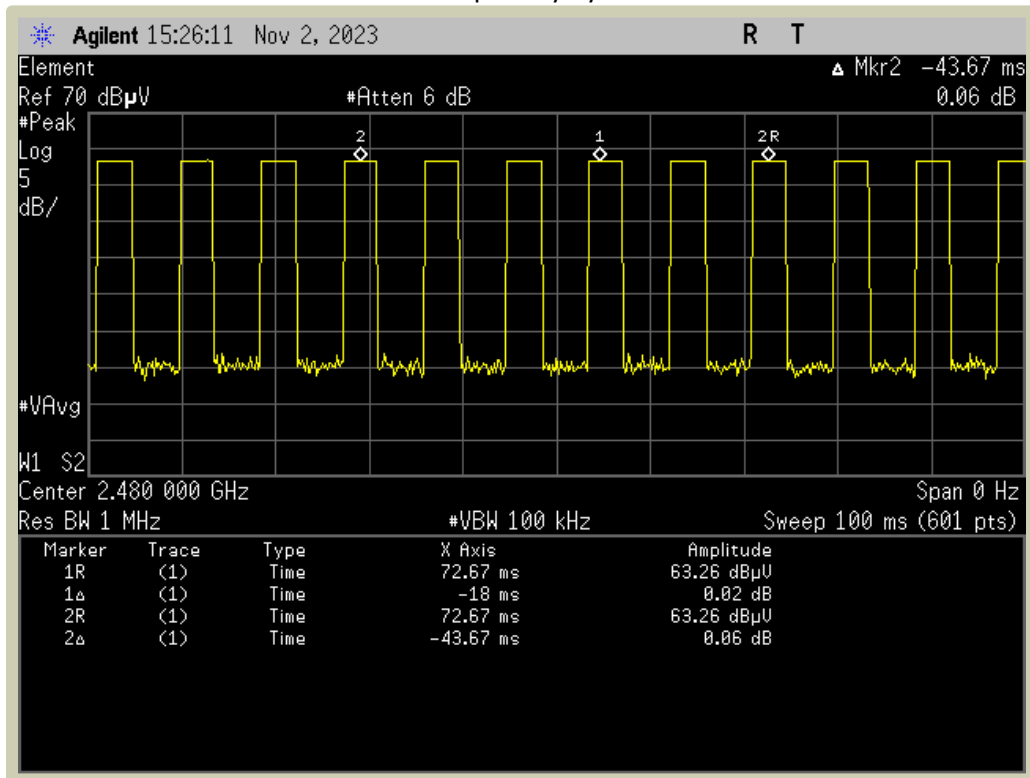 Agilent 15:26:11 Nov 2, 2023 R T
Element Δ Mkr2 -43.67 ms
Ref 70 dBµV #Atten 6 dB 0.06 dB
#Peak
Log
5
dB/
2 1 2R
#VAvg
W1 S2
Center 2.480 000 GHz Span 0 Hz
Res BW 1 MHz #VBW 100 kHz Sweep 100 ms (601 pts)
Marker Trace Type X Axis Amplitude
1R (1) Time 72.67 ms 63.26 dBµV
1Δ (1) Time -18 ms 0.02 dB
2R (1) Time 72.67 ms 63.26 dBµV
2Δ (1) Time -43.67 ms 0.06 dB